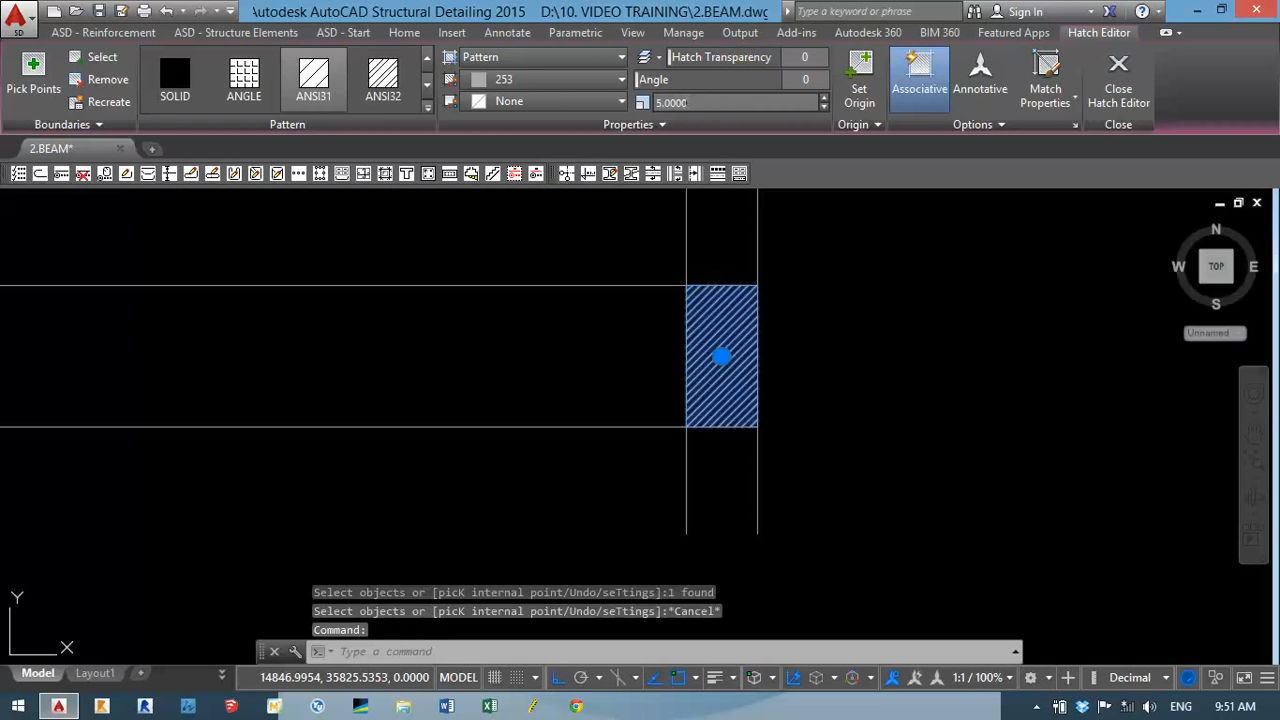 Autodesk AutoCAD Structural Detailing 2015 D:\10. VIDEO TRAINING\2.BEAM.dwg
Type a keyword or phrase
Sign In
SD
ASD - Reinforcement
ASD - Structure Elements
ASD - Start
Home
Insert
Annotate
Parametric
View
Manage
Output
Add-ins
Autodesk 360
BIM 360
Featured Apps
Hatch Editor
Pick Points
Select
Remove
Recreate
Boundaries
SOLID
ANGLE
ANSI31
ANSI32
Pattern
Pattern
253
None
Hatch Transparency 0
Angle 0
5.0000
Properties
Set Origin
Origin
Associative
Annotative
Match Properties
Options
Close Hatch Editor
Close
2.BEAM*
N
W TOP E
S
Unnamed
Select objects or [picK internal point/Undo/seTtings]:1 found
Select objects or [picK internal point/Undo/seTtings]:*Cancel*
Command:
Type a command
Y
X
Model
Layout1
14846.9954, 35825.5353, 0.0000
MODEL
1:1 / 100%
Decimal
9:51 AM